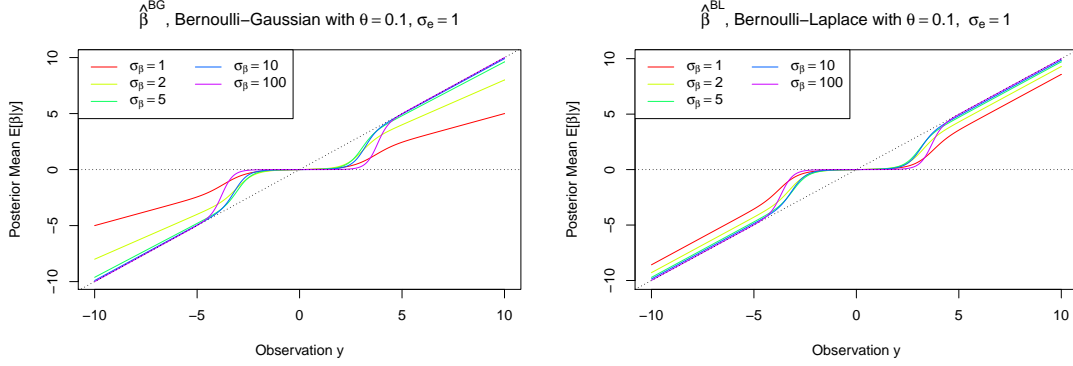 β̂ᴮᴳ, Bernoulli−Gaussian with θ = 0.1, σₑ = 1
σᵦ = 1
σᵦ = 2
σᵦ = 5
σᵦ = 10
σᵦ = 100
Posterior Mean E[β|y]
10
5
0
−5
−10
−10 −5 0 5 10
Observation y
β̂ᴮᴸ, Bernoulli−Laplace with θ = 0.1, σₑ = 1
σᵦ = 1
σᵦ = 2
σᵦ = 5
σᵦ = 10
σᵦ = 100
Posterior Mean E[β|y]
10
5
0
−5
−10
−10 −5 0 5 10
Observation y